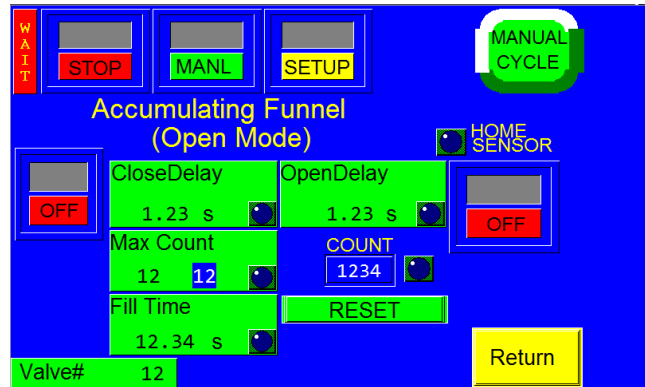 WAIT
STOP
MANL
SETUP
MANUAL
CYCLE
Accumulating Funnel
(Open Mode)
HOME
SENSOR
OFF
CloseDelay
1.23 s
OpenDelay
1.23 s
OFF
Max Count
12 12
COUNT
1234
Fill Time
12.34 s
RESET
Return
Valve# 12